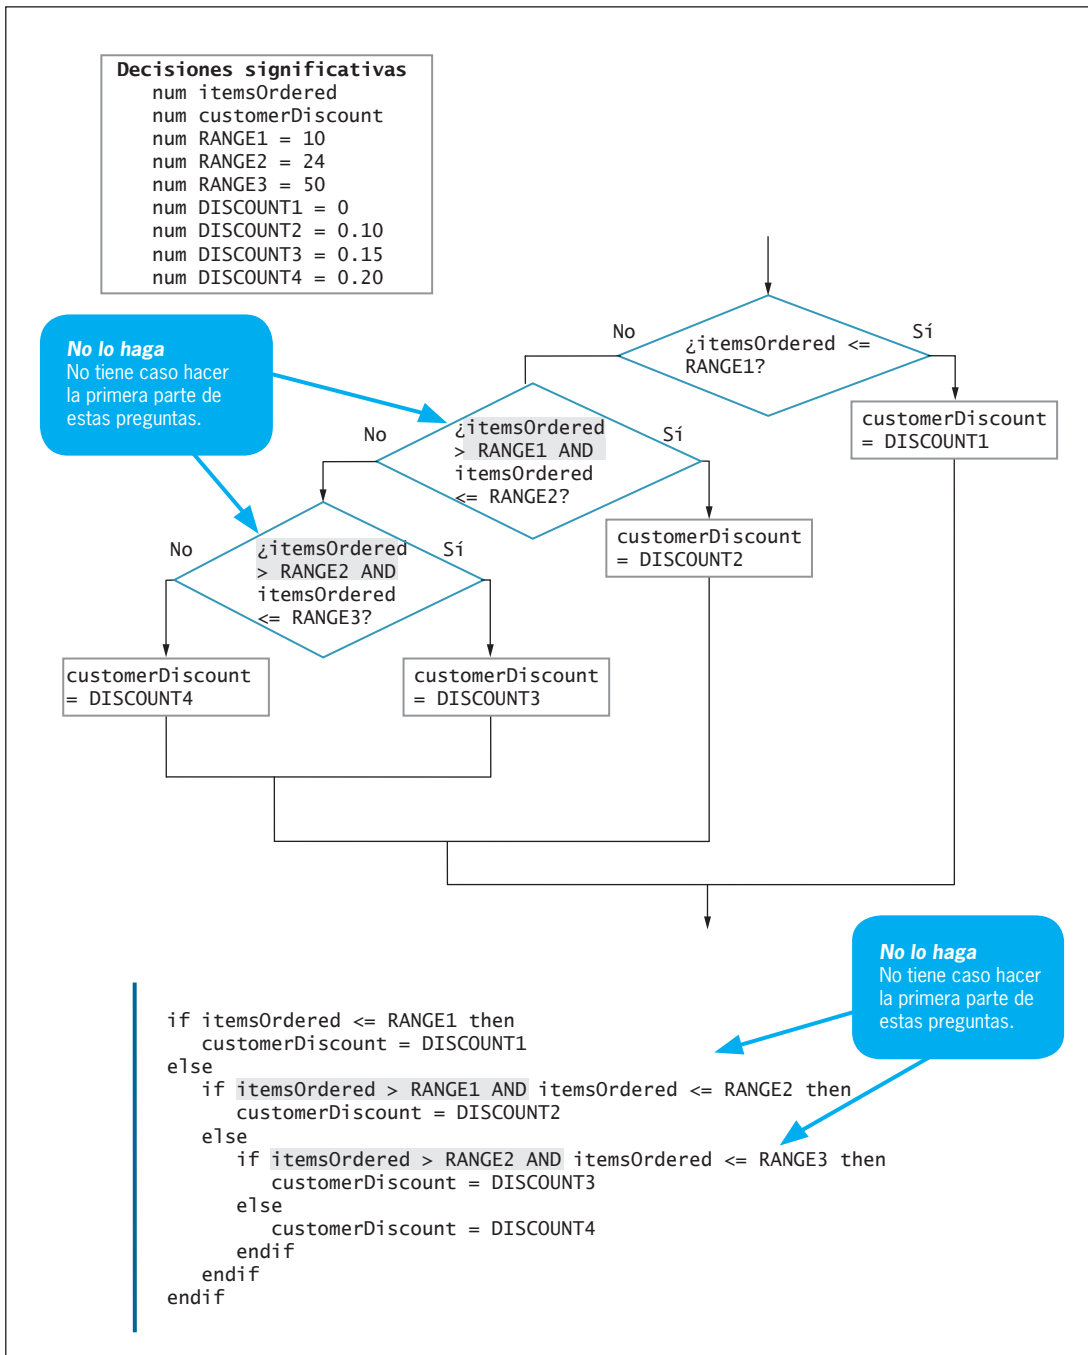 Decisiones significativas
num itemsOrdered
num customerDiscount
num RANGE1 = 10
num RANGE2 = 24
num RANGE3 = 50
num DISCOUNT1 = 0
num DISCOUNT2 = 0.10
num DISCOUNT3 = 0.15
num DISCOUNT4 = 0.20
No
¿itemsOrdered <=
RANGE1?
Sí
customerDiscount
= DISCOUNT1
No lo haga
No tiene caso hacer
la primera parte de
estas preguntas.
No
¿itemsOrdered
> RANGE1 AND
itemsOrdered
<= RANGE2?
Sí
customerDiscount
= DISCOUNT2
No
¿itemsOrdered
> RANGE2 AND
itemsOrdered
<= RANGE3?
Sí
customerDiscount
= DISCOUNT4
customerDiscount
= DISCOUNT3
No lo haga
No tiene caso hacer
la primera parte de
estas preguntas.
if itemsOrdered <= RANGE1 then
customerDiscount = DISCOUNT1
else
if itemsOrdered > RANGE1 AND itemsOrdered <= RANGE2 then
customerDiscount = DISCOUNT2
else
if itemsOrdered > RANGE2 AND itemsOrdered <= RANGE3 then
customerDiscount = DISCOUNT3
else
customerDiscount = DISCOUNT4
endif
endif
endif